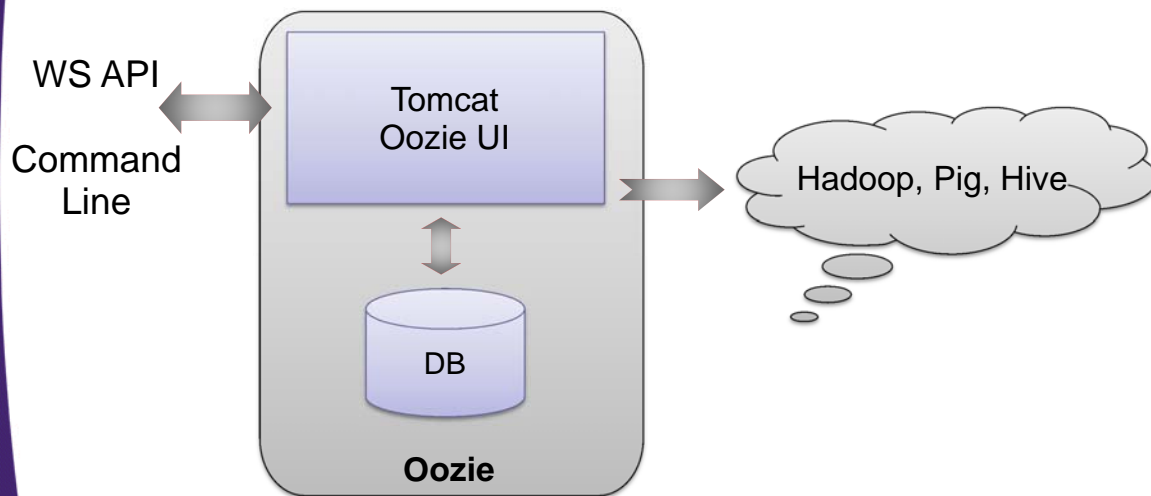 WS API
Command
Line
Tomcat
Oozie UI
DB
Oozie
Hadoop, Pig, Hive